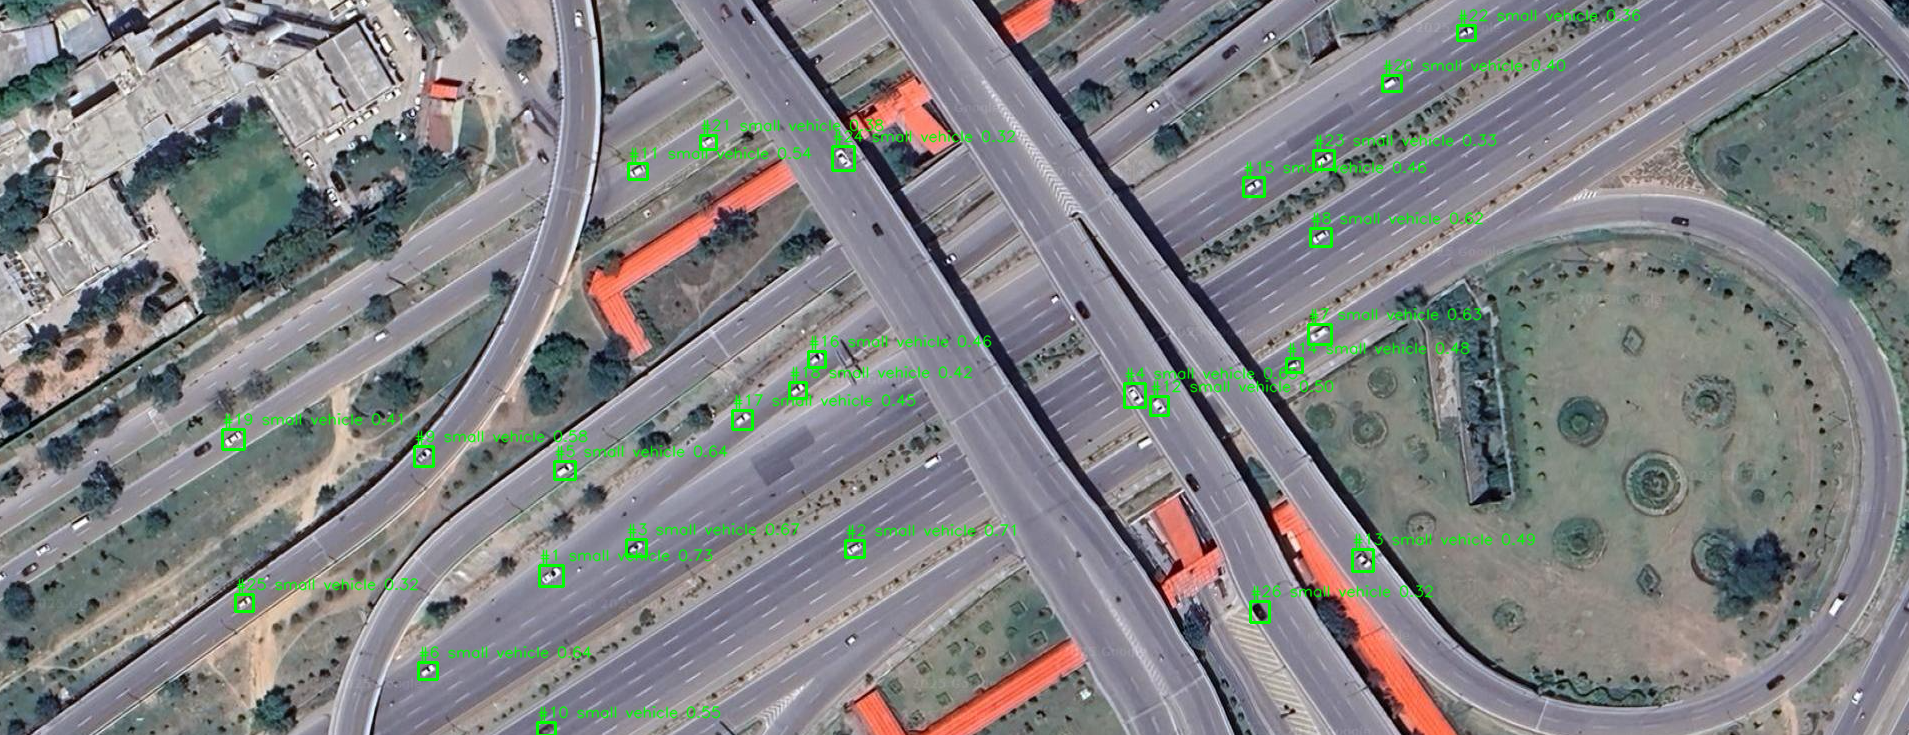 #22 small vehicle 0.36
#20 small vehicle 0.40
#21 small vehicle 0.38
#24 small vehicle 0.32
#11 small vehicle 0.54
#23 small vehicle 0.33
#15 small vehicle 0.46
#8 small vehicle 0.62
#7 small vehicle 0.63
#16 small vehicle 0.46
#14 small vehicle 0.48
small vehicle 0.42
#4 small vehicle
#12 small vehicle 0.50
#17 small vehicle 0.45
#19 small vehicle 0.41
small vehicle 0.58
#5 small vehicle 0.64
#3 small vehicle 0.67
#2 small vehicle 0.71
#13 small vehicle 0.49
#1 small vehicle 0.73
#25 small vehicle 0.32
#26 small vehicle 0.32
#6 small vehicle 0.64
#10 small vehicle 0.55